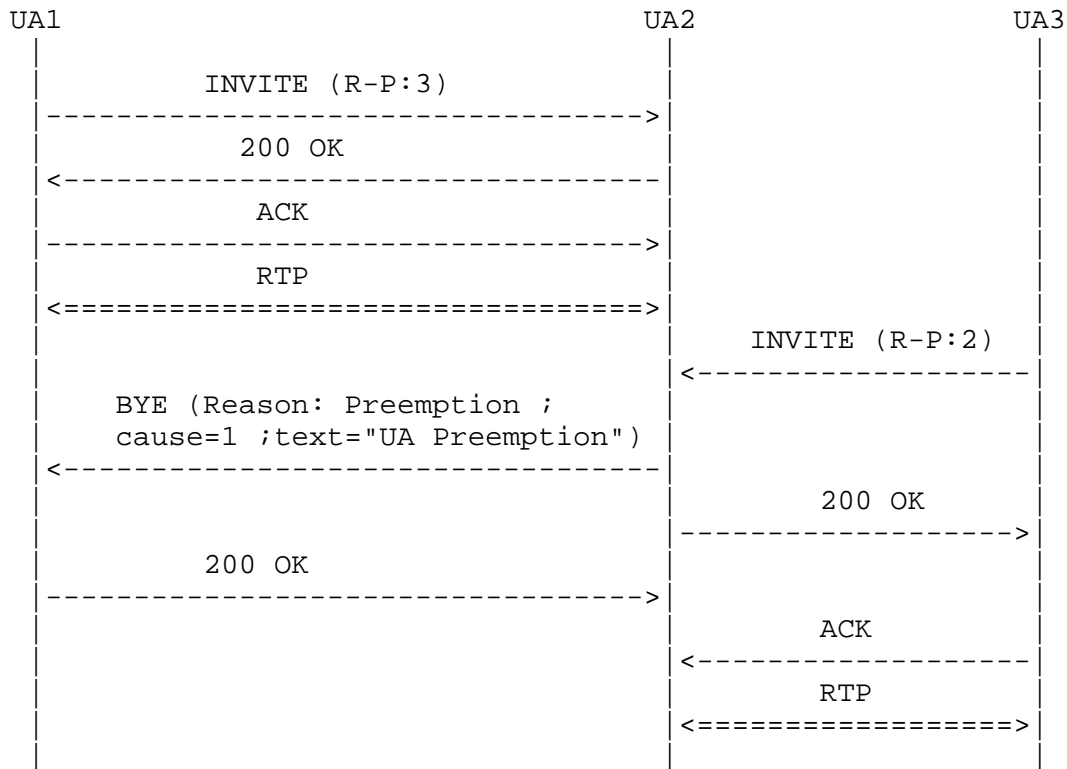 UA1 UA2 UA3
INVITE (R-P:3)
200 OK
ACK
RTP
INVITE (R-P:2)
BYE (Reason: Preemption ;
cause=1 ;text="UA Preemption")
200 OK
200 OK
ACK
RTP